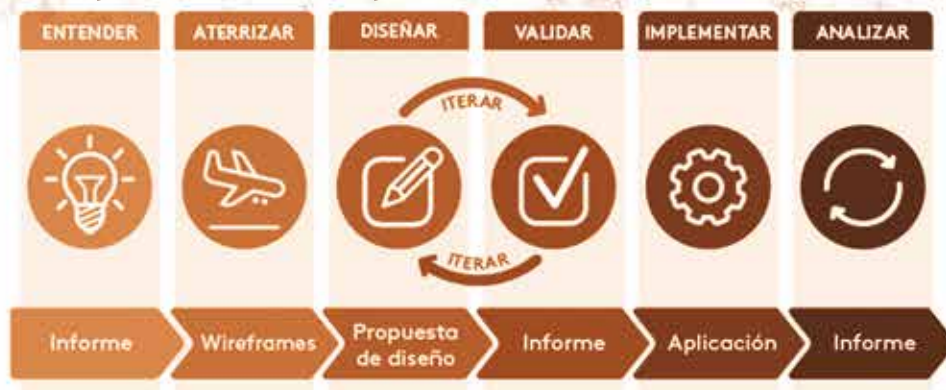 ENTENDER
ATERRIZAR
DISEÑAR
VALIDAR
IMPLEMENTAR
ANALIZAR
ITERAR
ITERAR
Informe
Wireframes
Propuesta
de diseño
Informe
Aplicación
Informe